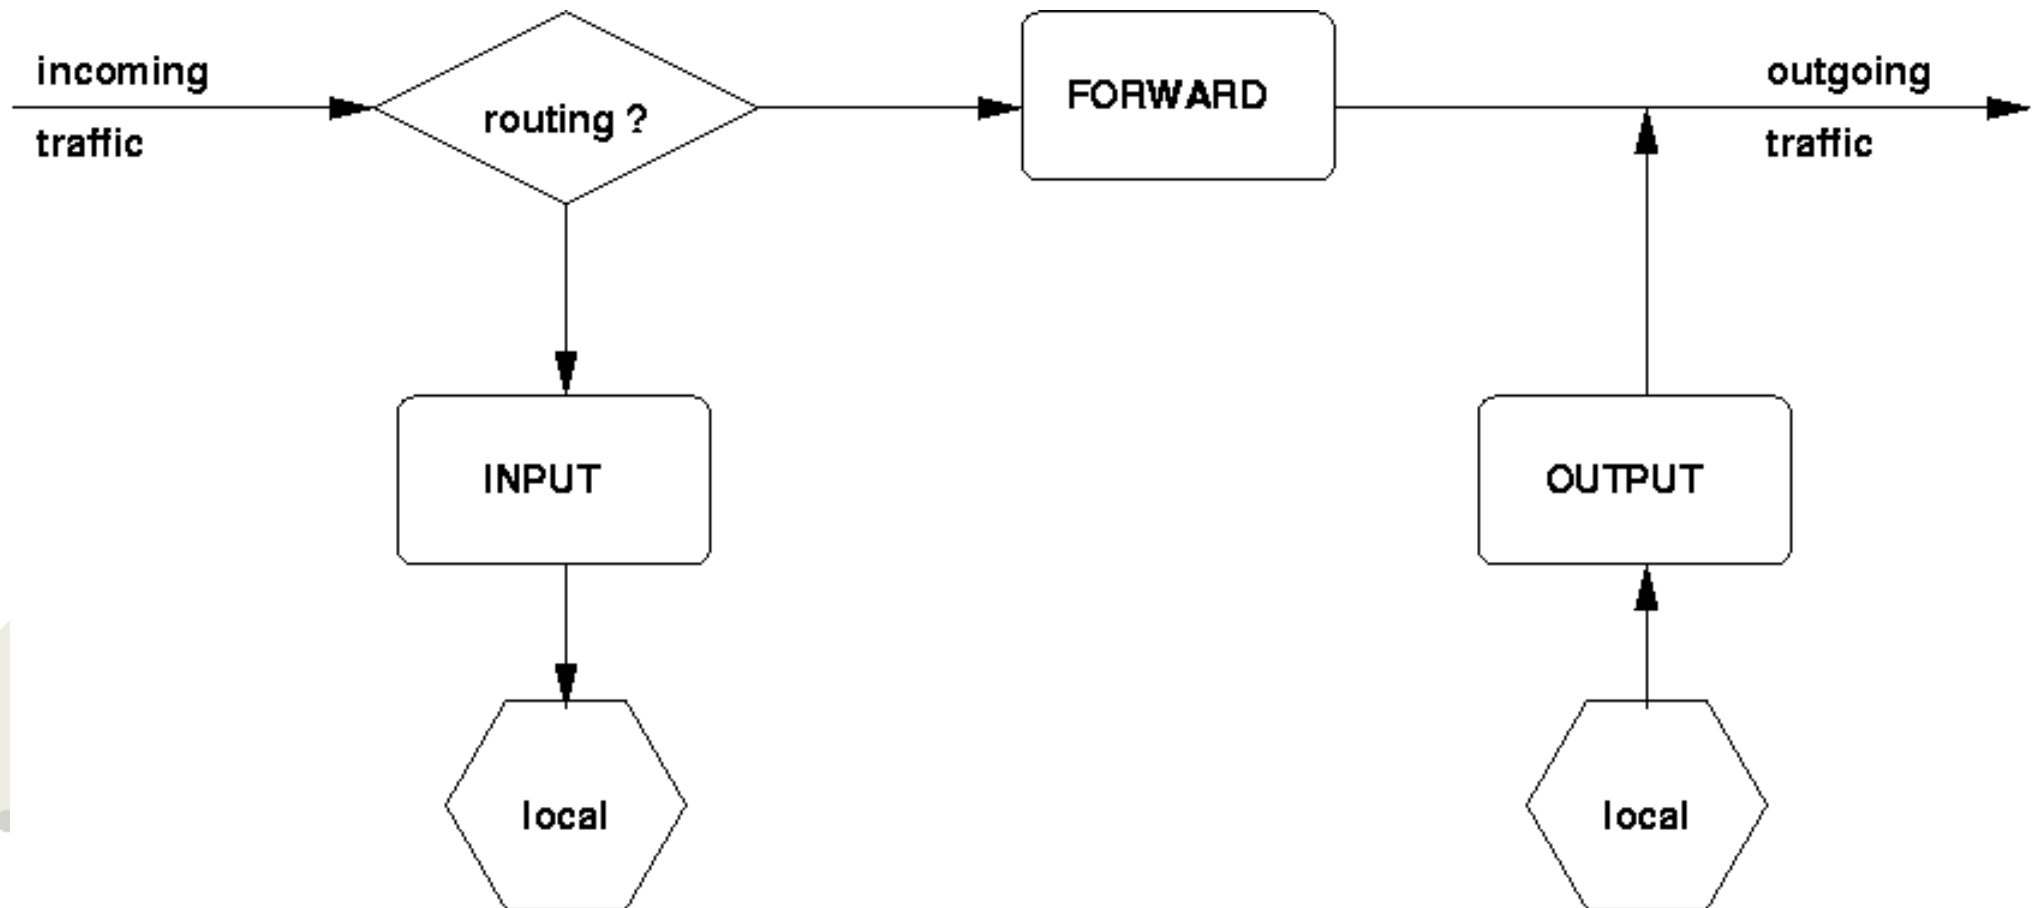 incoming
traffic
routing ?
FORWARD
outgoing
traffic
INPUT
OUTPUT
local
local